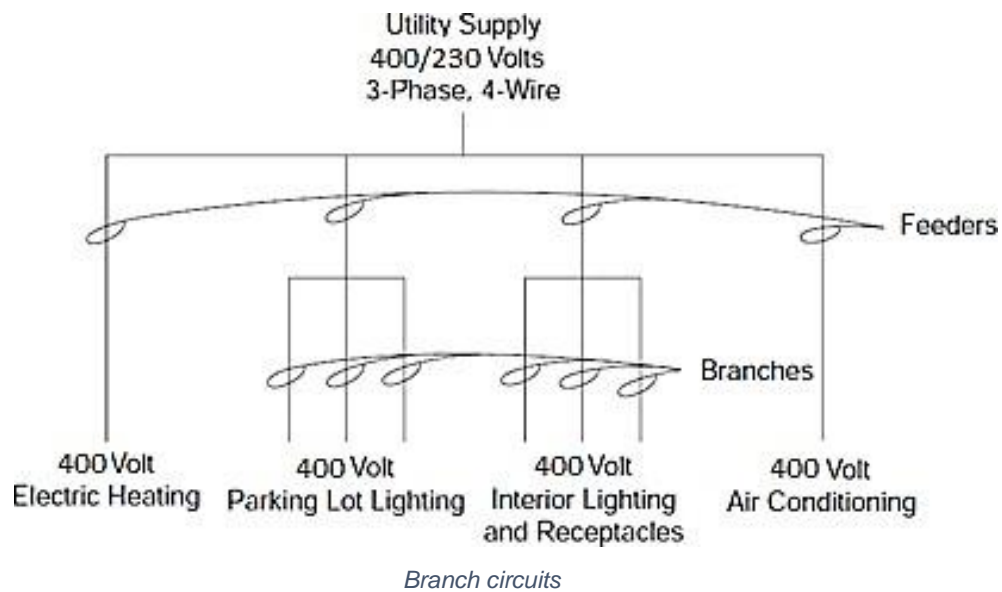 Utility Supply
400/230 Volts
3-Phase, 4-Wire
Feeders
Branches
400 Volt
Electric Heating
400 Volt
Parking Lot Lighting
400 Volt
Interior Lighting
and Receptacles
400 Volt
Air Conditioning
Branch circuits